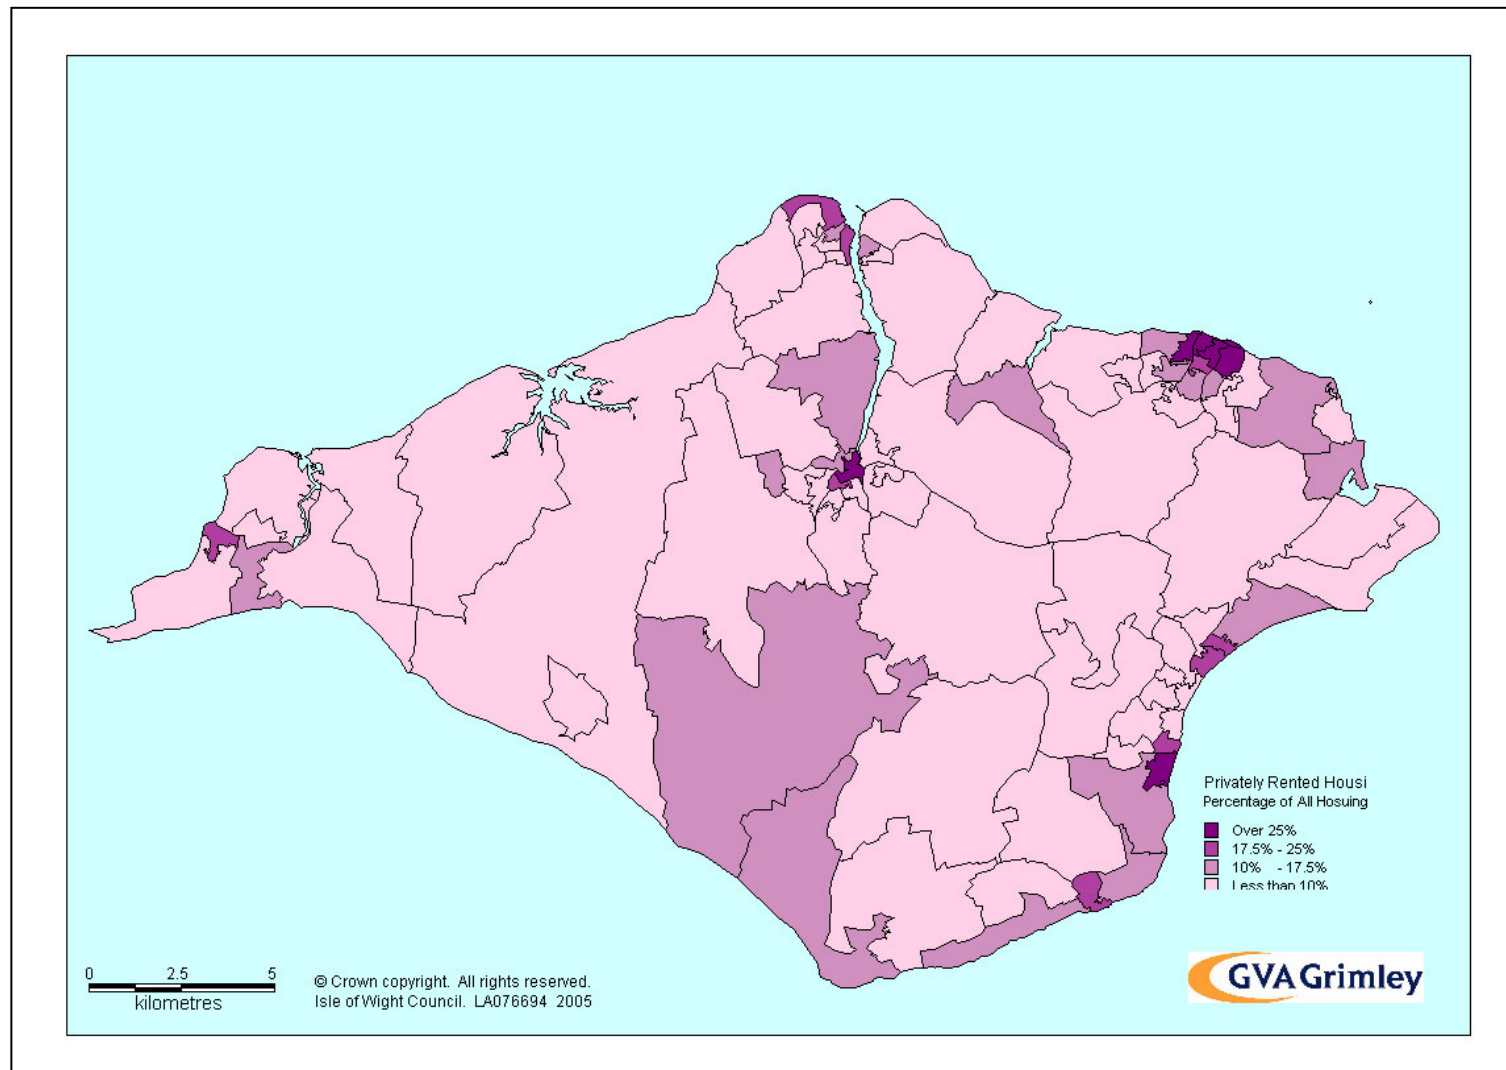 Privately Rented Housi
Percentage of All Hosuing
Over 25%
17.5% - 25%
10% - 17.5%
Less than 10%
0 2.5 5
kilometres
© Crown copyright. All rights reserved.
Isle of Wight Council. LA076694 2005
GVA Grimley